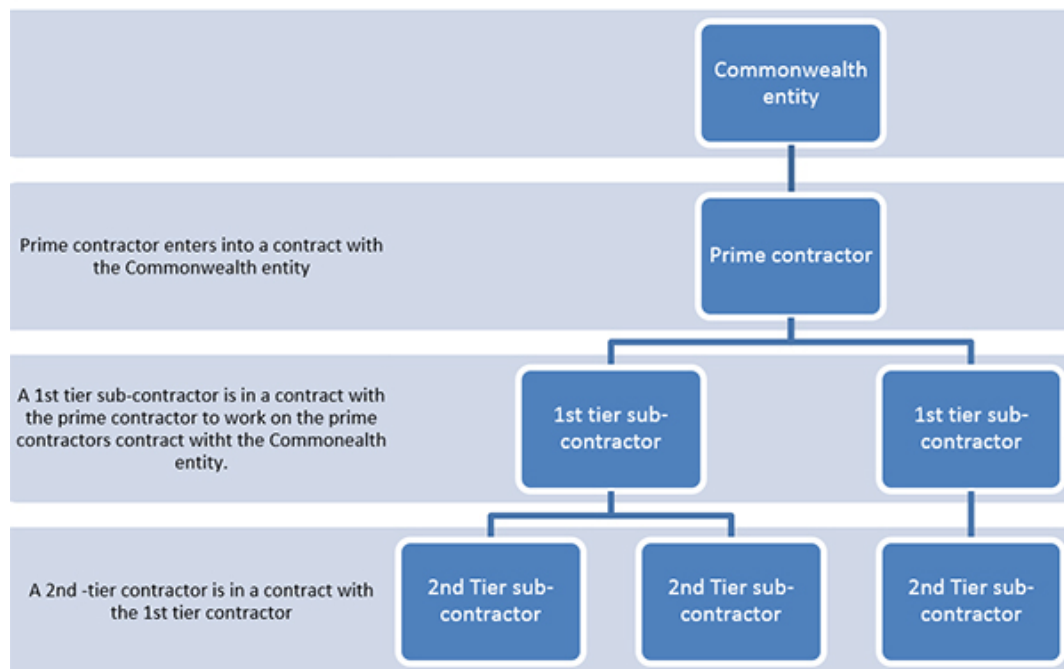 Commonwealth
entity
Prime contractor enters into a contract with
the Commonwealth entity
Prime contractor
A 1st tier sub-contractor is in a contract with
the prime contractor to work on the prime
contractors contract witht the Commonealth
entity.
1st tier sub-
contractor
1st tier sub-
contractor
A 2nd -tier contractor is in a contract with
the 1st tier contractor
2nd Tier sub-
contractor
2nd Tier sub-
contractor
2nd Tier sub-
contractor